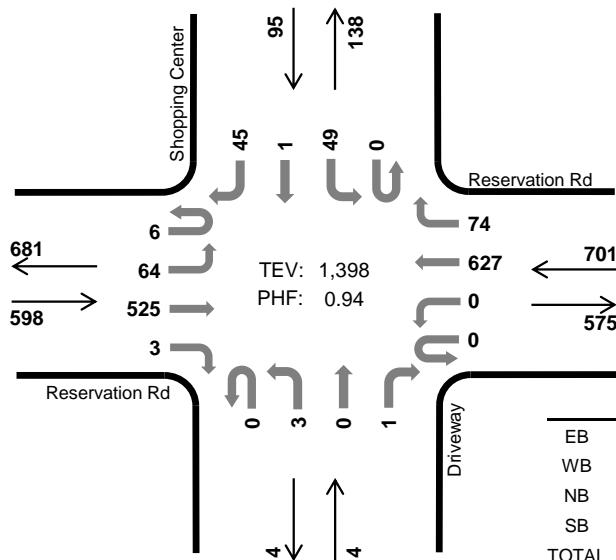 95
138
Shopping Center
45
1
49
0
Reservation Rd
6
74
681
64
TEV: 1,398
627
701
598
525
PHF: 0.94
0
575
3
0
Reservation Rd
0
3
0
1
Driveway
EB
WB
NB
SB
TOTAL
4
4